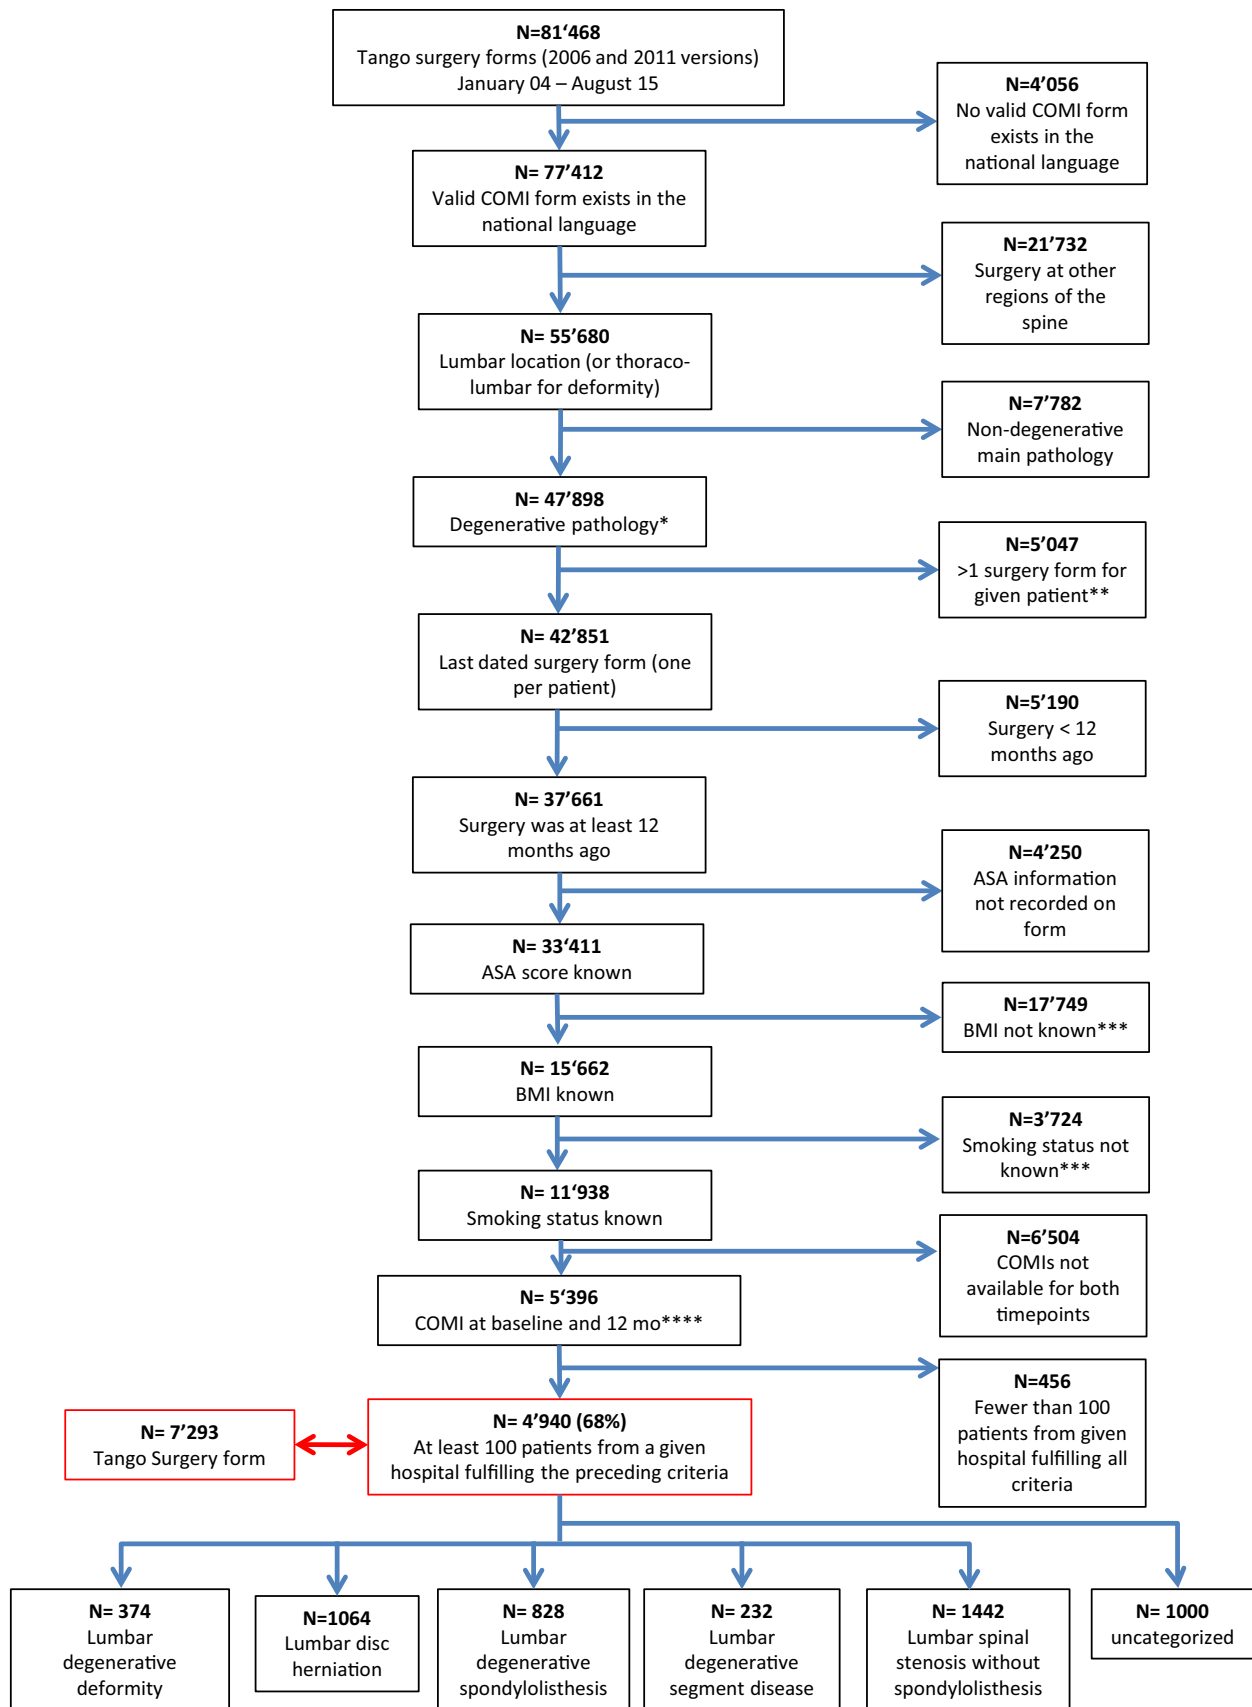 N=81‘468
Tango surgery forms (2006 and 2011 versions)
January 04 – August 15
N=4’056
No valid COMI form
exists in the
national language
N= 77’412
Valid COMI form exists in the
national language
N=21’732
Surgery at other
regions of the
spine
N= 55’680
Lumbar location (or thoraco-
lumbar for deformity)
N=7’782
Non-degenerative
main pathology
N= 47’898
Degenerative pathology*
N=5’047
>1 surgery form for
given patient**
N= 42’851
Last dated surgery form (one
per patient)
N=5’190
Surgery < 12
months ago
N= 37’661
Surgery was at least 12
months ago
N=4’250
ASA information
not recorded on
form
N= 33‘411
ASA score known
N=17’749
BMI not known***
N= 15‘662
BMI known
N=3’724
Smoking status not
known***
N= 11‘938
Smoking status known
N=6’504
COMIs not
available for both
timepoints
N= 5‘396
COMI at baseline and 12 mo****
N=456
Fewer than 100
patients from given
hospital fulfilling all
criteria
N= 7’293
Tango Surgery form
N= 4’940 (68%)
At least 100 patients from a given
hospital fulfilling the preceding criteria
N= 374
Lumbar
degenerative
deformity
N=1064
Lumbar disc
herniation
N= 828
Lumbar
degenerative
spondylolisthesis
N= 232
Lumbar
degenerative
segment disease
N= 1442
Lumbar spinal
stenosis without
spondylolisthesis
N= 1000
uncategorized